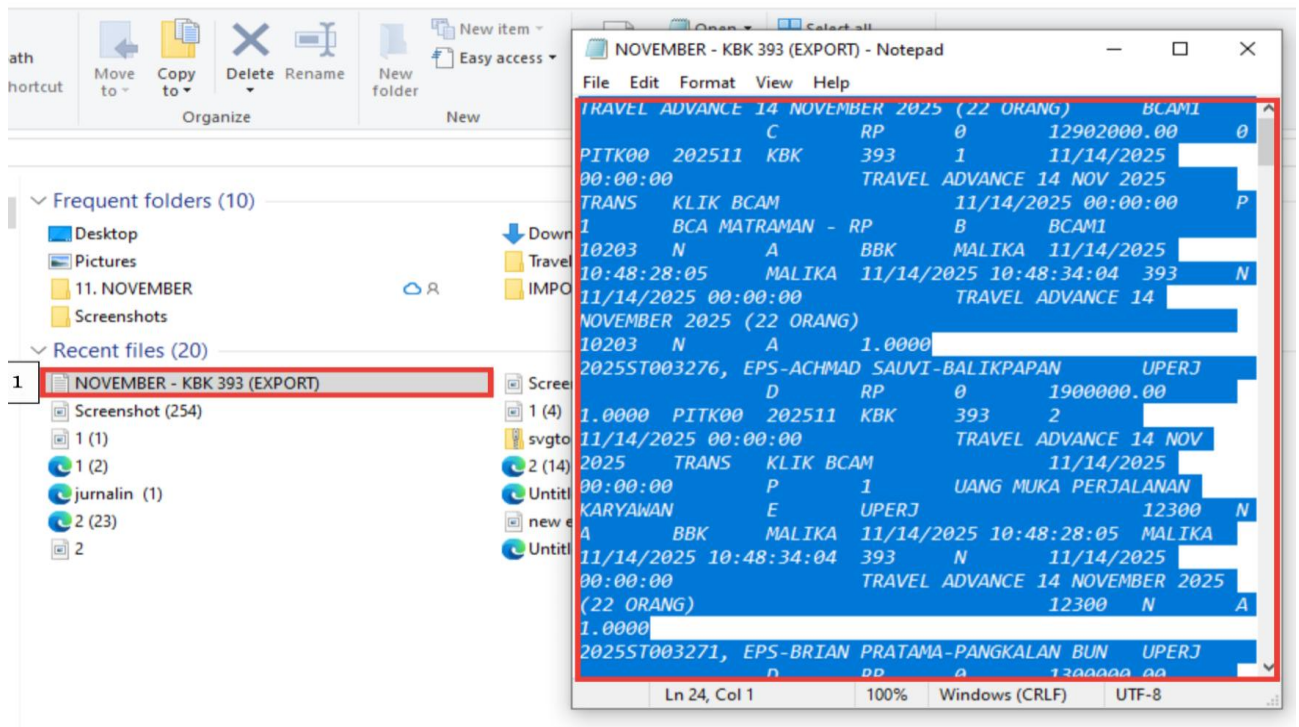 New item
Open
Select all
ath
Easy access
hortcut
Move to
Copy to
Delete
Rename
New folder
Organize
New
Frequent folders (10)
Desktop
Down
Pictures
Travel
11. NOVEMBER
IMPO
Screenshots
Recent files (20)
1
NOVEMBER - KBK 393 (EXPORT)
Scree
Screenshot (254)
1 (4)
1 (1)
svgto
1 (2)
2 (14)
jurnalin (1)
Untitl
2 (23)
new e
2
Untitl
NOVEMBER - KBK 393 (EXPORT) - Notepad
File Edit Format View Help
TRAVEL ADVANCE 14 NOVEMBER 2025 (22 ORANG) BCAM1
C RP 0 12902000.00 0
PITK00 202511 KBK 393 1 11/14/2025
00:00:00 TRAVEL ADVANCE 14 NOV 2025
TRANS KLIK BCAM 11/14/2025 00:00:00 P
1 BCA MATRAMAN - RP B BCAM1
10203 N A BBK MALIKA 11/14/2025
10:48:28:05 MALIKA 11/14/2025 10:48:34:04 393 N
11/14/2025 00:00:00 TRAVEL ADVANCE 14
NOVEMBER 2025 (22 ORANG)
10203 N A 1.0000
2025ST003276, EPS-ACHMAD SAUVI-BALIKPAPAN UPERJ
D RP 0 1900000.00
1.0000 PITK00 202511 KBK 393 2
11/14/2025 00:00:00 TRAVEL ADVANCE 14 NOV
2025 TRANS KLIK BCAM 11/14/2025
00:00:00 P 1 UANG MUKA PERJALANAN
KARYAWAN E UPERJ 12300 N
A BBK MALIKA 11/14/2025 10:48:28:05 MALIKA
11/14/2025 10:48:34:04 393 N 11/14/2025
00:00:00 TRAVEL ADVANCE 14 NOVEMBER 2025
(22 ORANG) 12300 N A
1.0000
2025ST003271, EPS-BRIAN PRATAMA-PANGKALAN BUN UPERJ
D RP 0 1300000.00
Ln 24, Col 1 100% Windows (CRLF) UTF-8